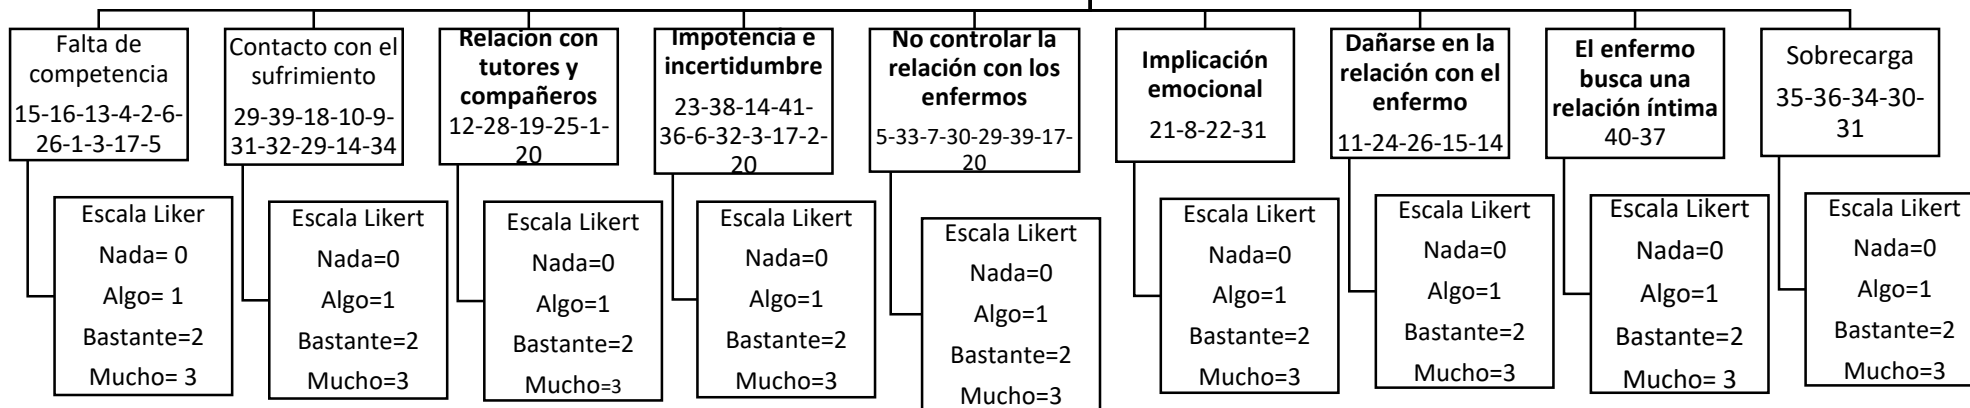 Falta de
competencia
15-16-13-4-2-6-
26-1-3-17-5
Contacto con el
sufrimiento
29-39-18-10-9-
31-32-29-14-34
Relación con
tutores y
compañeros
12-28-19-25-1-
20
Impotencia e
incertidumbre
23-38-14-41-
36-6-32-3-17-2-
20
No controlar la
relación con los
enfermos
5-33-7-30-29-39-17-
20
Implicación
emocional
21-8-22-31
Dañarse en la
relación con el
enfermo
11-24-26-15-14
El enfermo
busca una
relación íntima
40-37
Sobrecarga
35-36-34-30-
31
Escala Liker
Nada= 0
Algo= 1
Bastante=2
Mucho= 3
Escala Likert
Nada=0
Algo=1
Bastante=2
Mucho=3
Escala Likert
Nada=0
Algo=1
Bastante=2
Mucho=3
Escala Likert
Nada=0
Algo=1
Bastante=2
Mucho=3
Escala Likert
Nada=0
Algo=1
Bastante=2
Mucho=3
Escala Likert
Nada=0
Algo=1
Bastante=2
Mucho=3
Escala Likert
Nada=0
Algo=1
Bastante=2
Mucho=3
Escala Likert
Nada=0
Algo=1
Bastante=2
Mucho= 3
Escala Likert
Nada=0
Algo=1
Bastante=2
Mucho=3